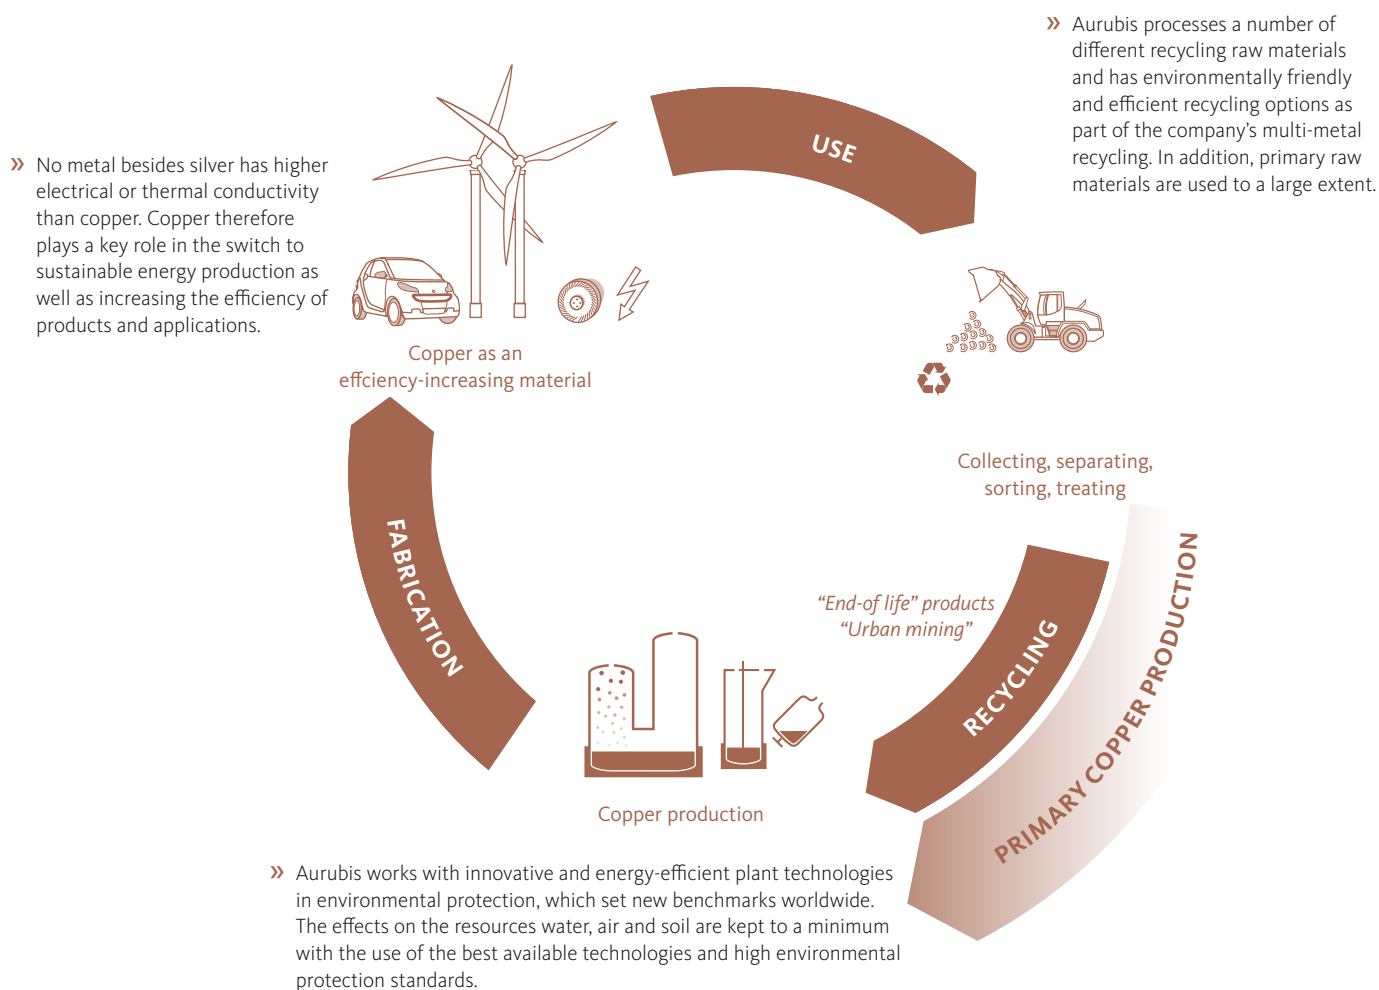 » Aurubis processes a number of
different recycling raw materials
and has environmentally friendly
and efficient recycling options as
part of the company’s multi-metal
recycling. In addition, primary raw
materials are used to a large extent.
USE
» No metal besides silver has higher
electrical or thermal conductivity
than copper. Copper therefore
plays a key role in the switch to
sustainable energy production as
well as increasing the efficiency of
products and applications.
Copper as an
effciency-increasing material
Collecting, separating,
sorting, treating
FABRICATION
“End-of life” products
“Urban mining”
RECYCLING
PRIMARY COPPER PRODUCTION
Copper production
» Aurubis works with innovative and energy-efficient plant technologies
in environmental protection, which set new benchmarks worldwide.
The effects on the resources water, air and soil are kept to a minimum
with the use of the best available technologies and high environmental
protection standards.